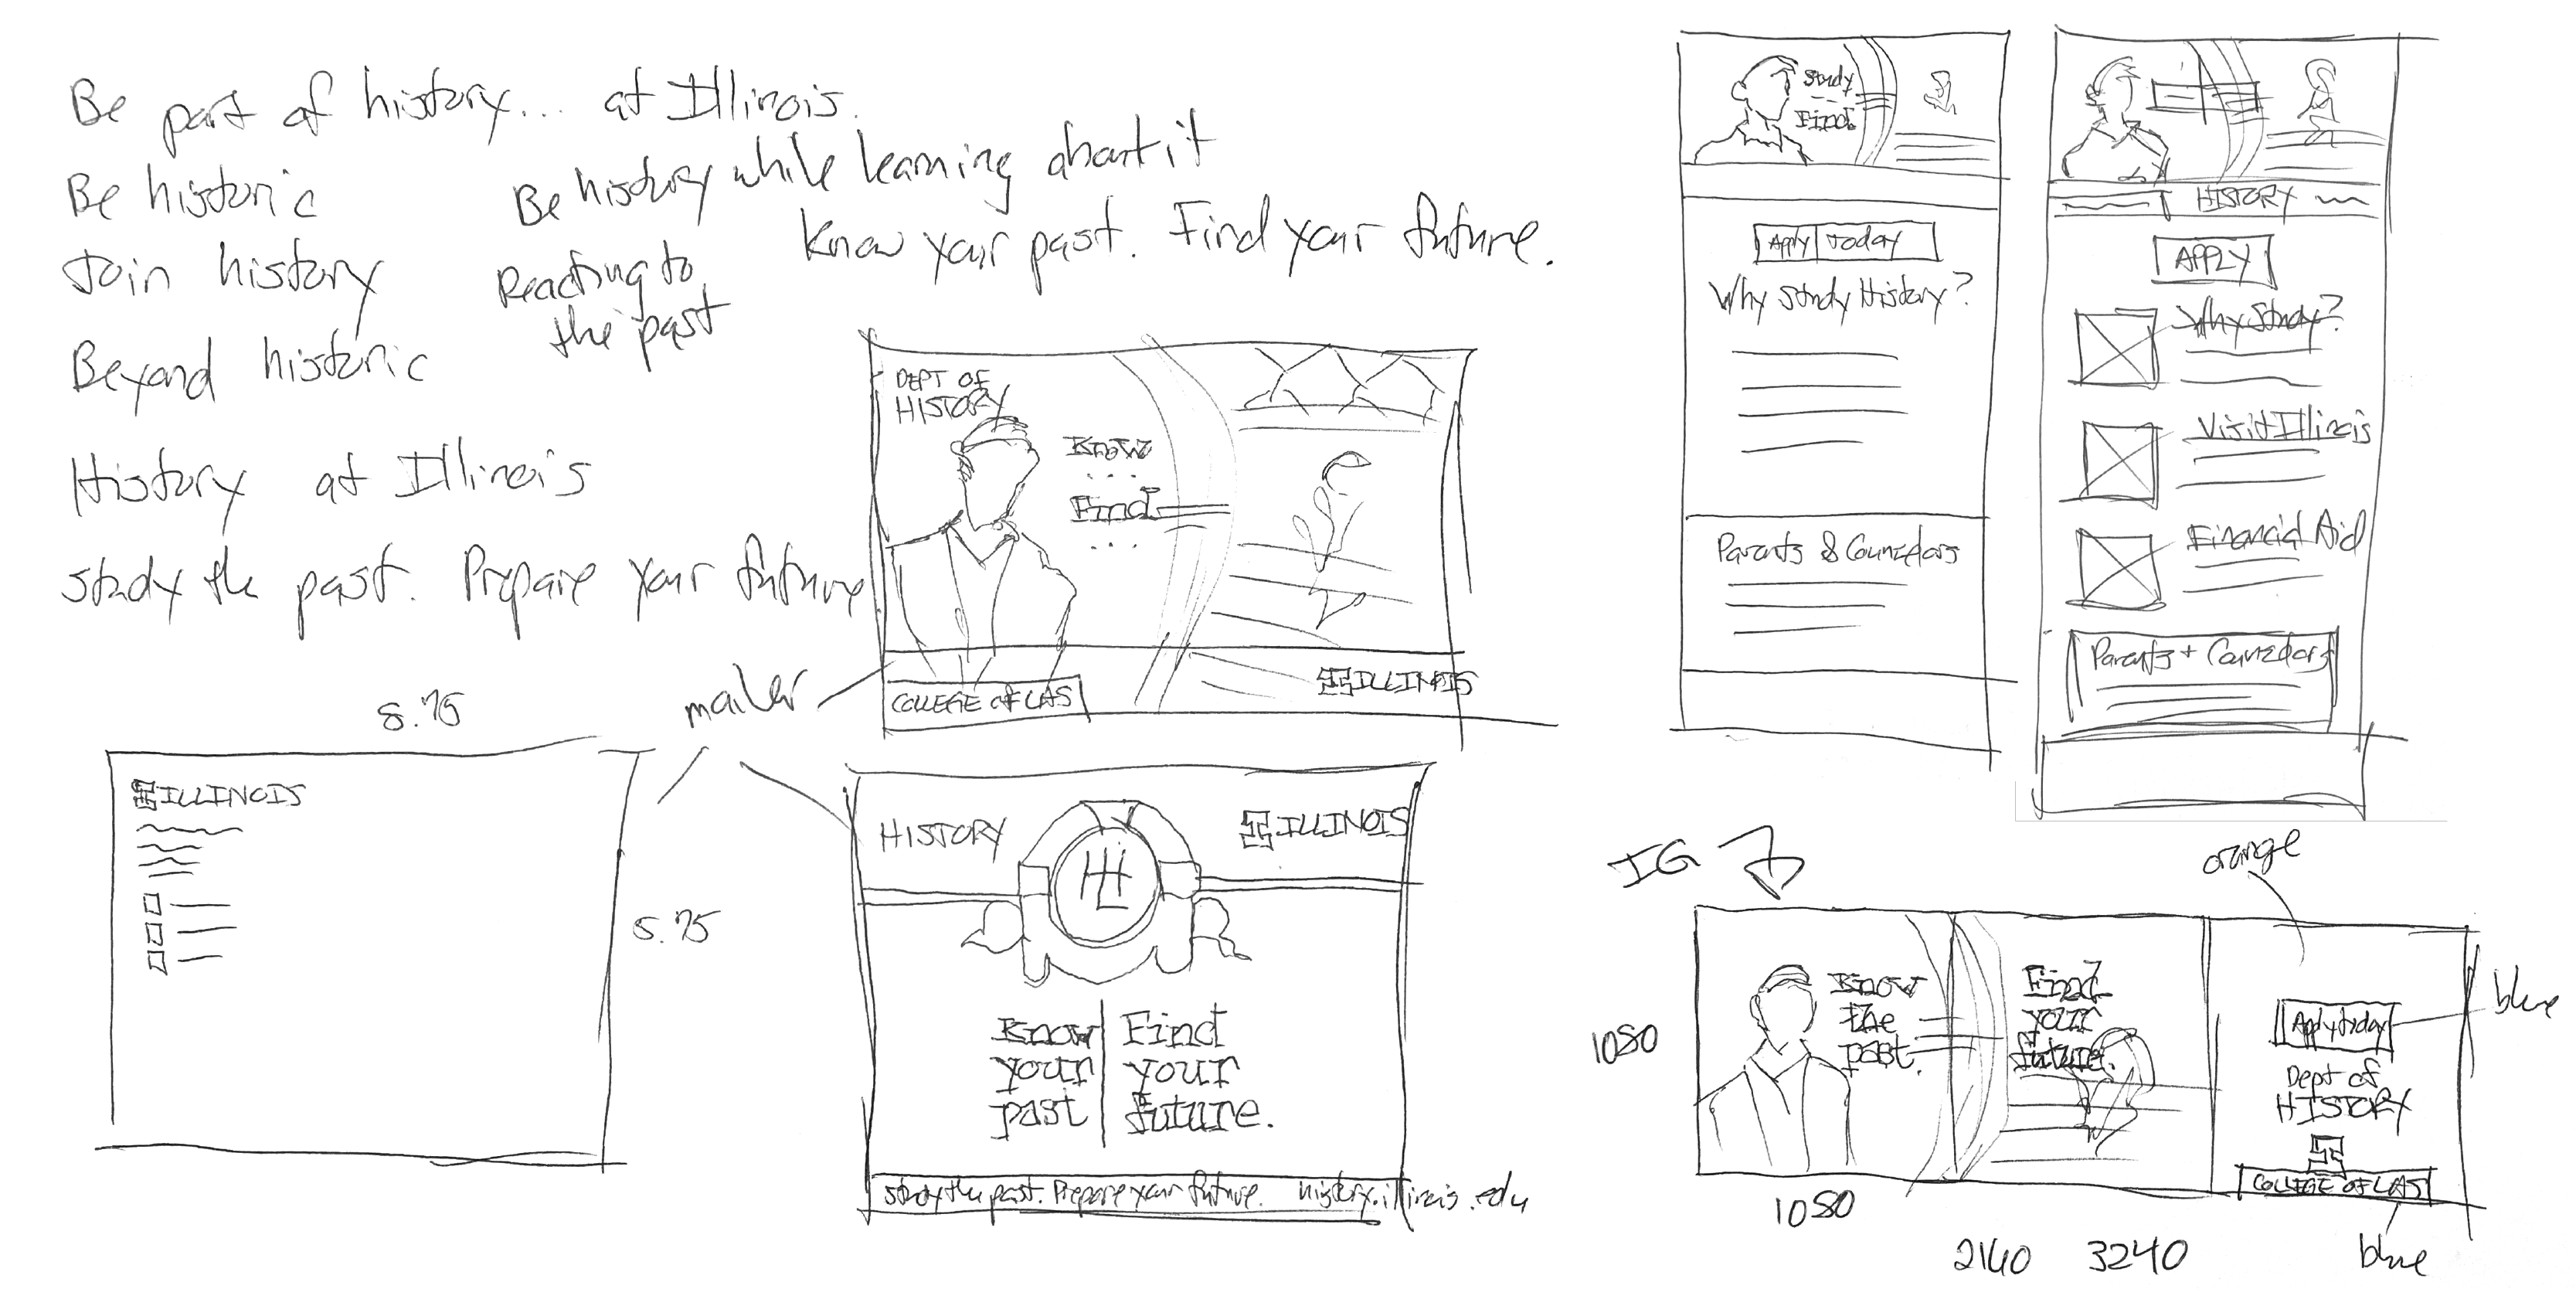 Be part of history... at Illinois.
Be historic
Be history while learning about it
Know your past. Find your future.
Join history
Reacting to
the past
Beyond historic
History at Illinois
Study the past. Prepare your future
mailer
DEPT OF
HISTORY
Know
...
Find
...
COLLEGE OF LAS
ILLINOIS
8.75
5.75
ILLINOIS
HISTORY
ILLINOIS
Know
your
past
Find
your
future.
Study the past. Prepare your future. history.illinois.edu
Study
Find
Apply today
Why Study History?
Parents & Counselors
HISTORY
APPLY
Why Study?
Visit Illinois
Financial Aid
Parents + Counselors
IG
orange
Know
the
past.
Find
your
future.
Apply today
blue
Dept of
HISTORY
COLLEGE OF LAS
blue
1080
1080
2160
3240